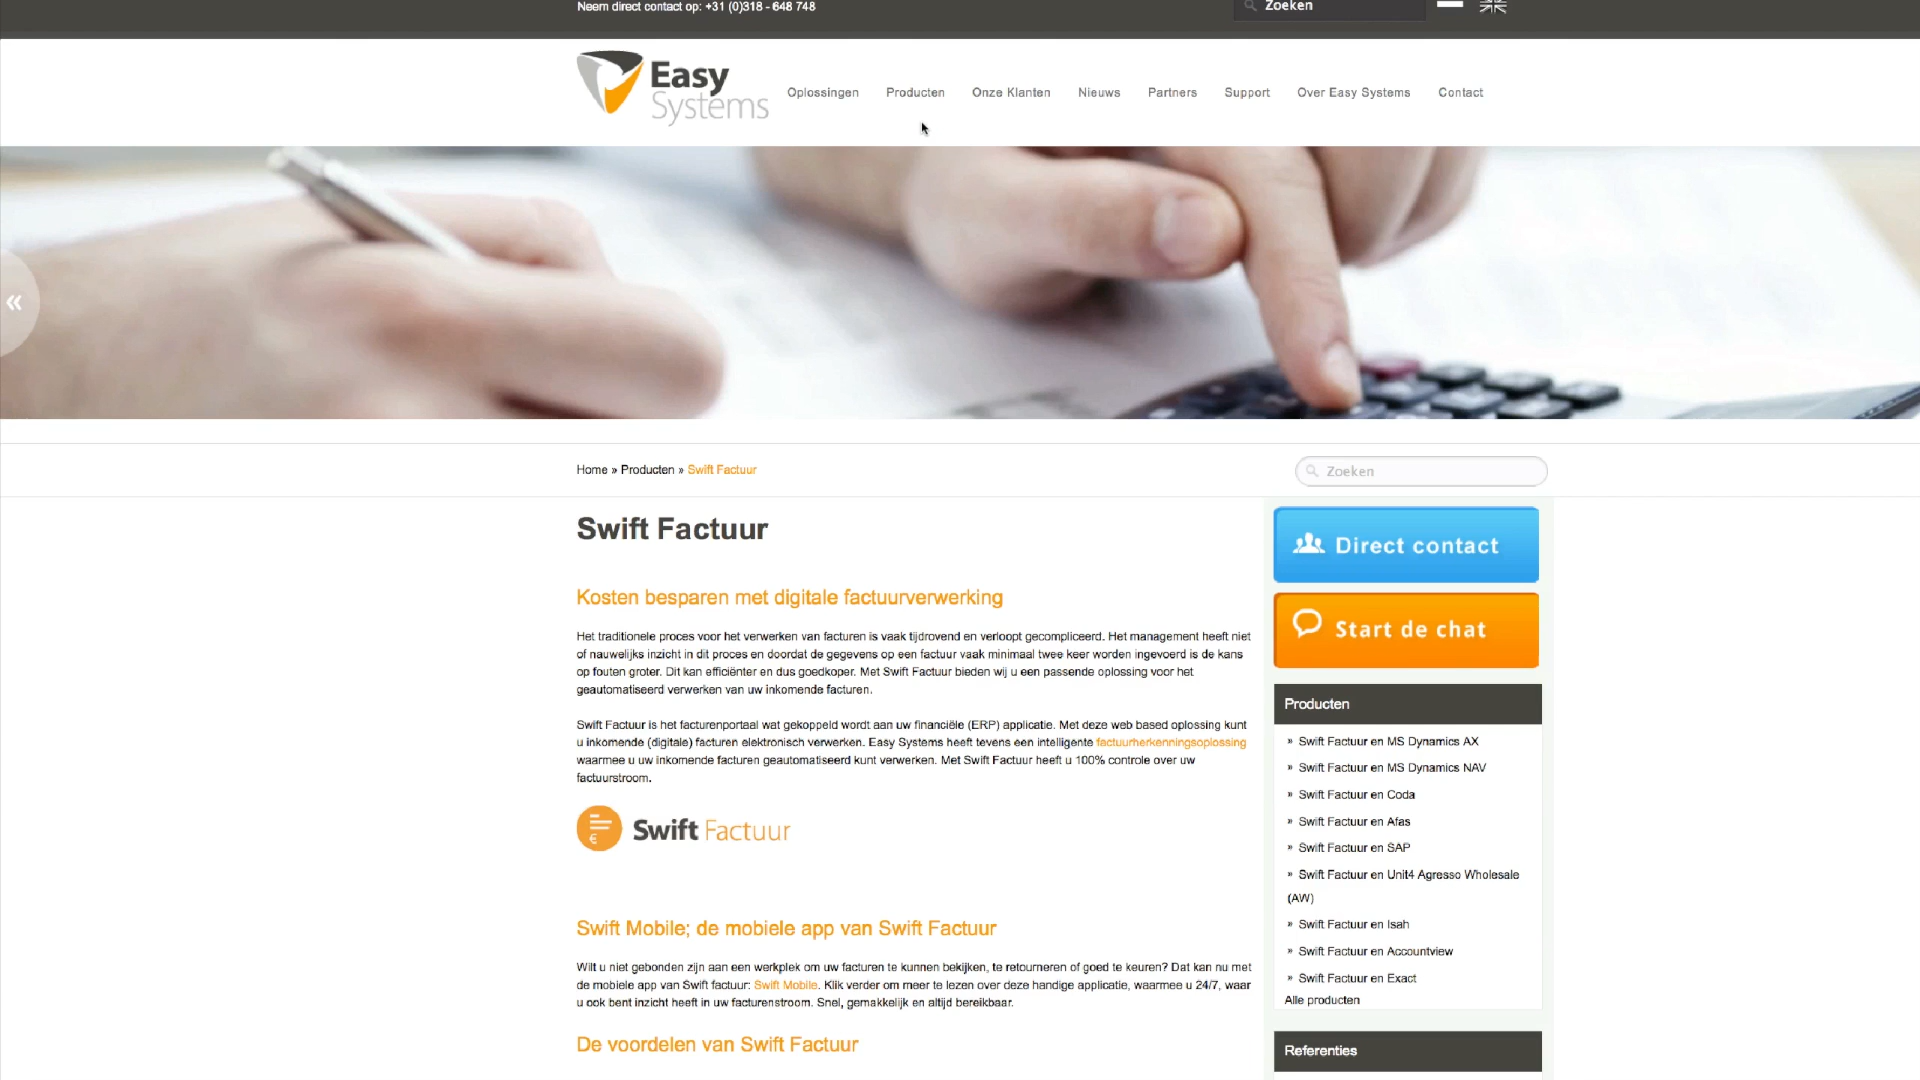 Neem direct contact op: +31 (0)318 - 648 748
Zoeken
Easy
Systems
Oplossingen
Producten
Onze Klanten
Nieuws
Partners
Support
Over Easy Systems
Contact
«
Home » Producten » Swift Factuur
Zoeken
Swift Factuur
Kosten besparen met digitale factuurverwerking
Het traditionele proces voor het verwerken van facturen is vaak tijdrovend en verloopt gecompliceerd. Het management heeft niet
of nauwelijks inzicht in dit proces en doordat de gegevens op een factuur vaak minimaal twee keer worden ingevoerd is de kans
op fouten groter. Dit kan efficiënter en dus goedkoper. Met Swift Factuur bieden wij u een passende oplossing voor het
geautomatiseerd verwerken van uw inkomende facturen.
Swift Factuur is het facturenportaal wat gekoppeld wordt aan uw financiële (ERP) applicatie. Met deze web based oplossing kunt
u inkomende (digitale) facturen elektronisch verwerken. Easy Systems heeft tevens een intelligente factuurherkenningsoplossing
waarmee u uw inkomende facturen geautomatiseerd kunt verwerken. Met Swift Factuur heeft u 100% controle over uw
factuurstroom.
€
Swift Factuur
Swift Mobile; de mobiele app van Swift Factuur
Wilt u niet gebonden zijn aan een werkplek om uw facturen te kunnen bekijken, te retourneren of goed te keuren? Dat kan nu met
de mobiele app van Swift factuur: Swift Mobile. Klik verder om meer te lezen over deze handige applicatie, waarmee u 24/7, waar
u ook bent inzicht heeft in uw facturenstroom. Snel, gemakkelijk en altijd bereikbaar.
De voordelen van Swift Factuur
Direct contact
Start de chat
Producten
» Swift Factuur en MS Dynamics AX
» Swift Factuur en MS Dynamics NAV
» Swift Factuur en Coda
» Swift Factuur en Afas
» Swift Factuur en SAP
» Swift Factuur en Unit4 Agresso Wholesale
(AW)
» Swift Factuur en Isah
» Swift Factuur en Accountview
» Swift Factuur en Exact
Alle producten
Referenties